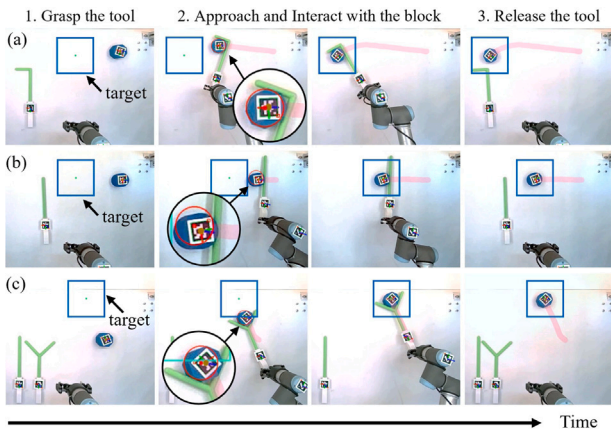 1. Grasp the tool
2. Approach and Interact with the block
3. Release the tool
(a)
target
(b)
target
(c)
target
Time